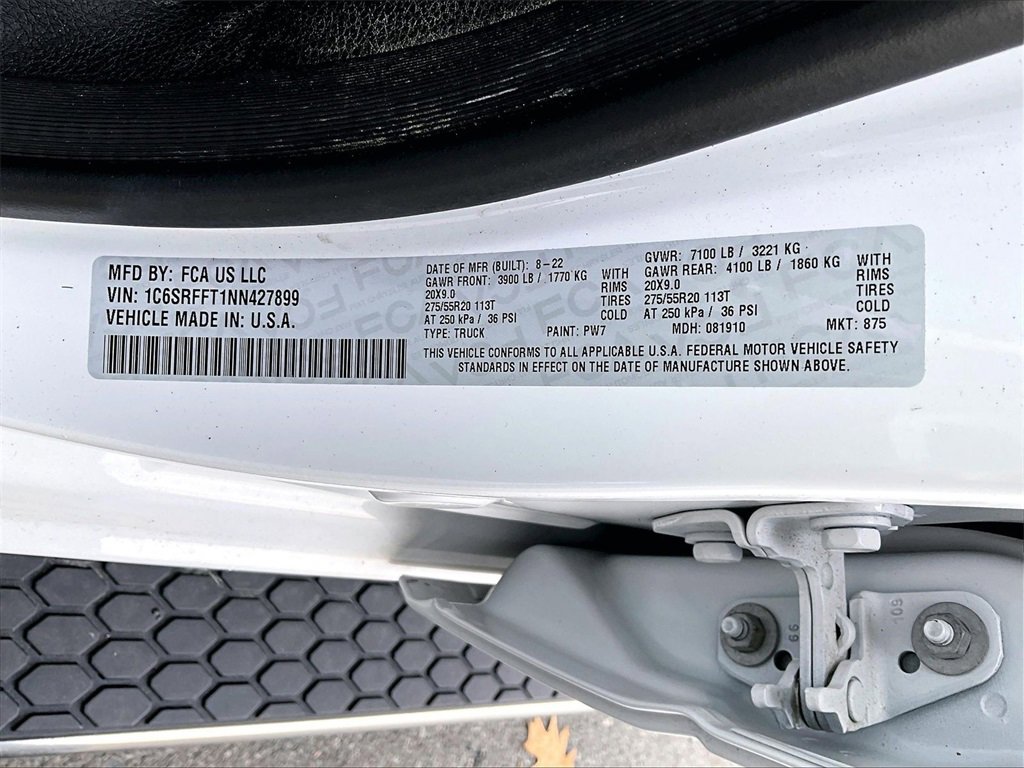 MFD BY: FCA US LLC
VIN: 1C6SRFFT1NN427899
VEHICLE MADE IN: U.S.A.
DATE OF MFR (BUILT): 8-22
GAWR FRONT: 3900 LB / 1770 KG WITH
20X9.0 RIMS
275/55R20 113T TIRES
AT 250 kPa / 36 PSI COLD
GVWR: 7100 LB / 3221 KG
GAWR REAR: 4100 LB / 1860 KG WITH
20X9.0 RIMS
275/55R20 113T TIRES
AT 250 kPa / 36 PSI COLD
TYPE: TRUCK PAINT: PW7 MDH: 081910 MKT: 875
THIS VEHICLE CONFORMS TO ALL APPLICABLE U.S.A. FEDERAL MOTOR VEHICLE SAFETY
STANDARDS IN EFFECT ON THE DATE OF MANUFACTURE SHOWN ABOVE.